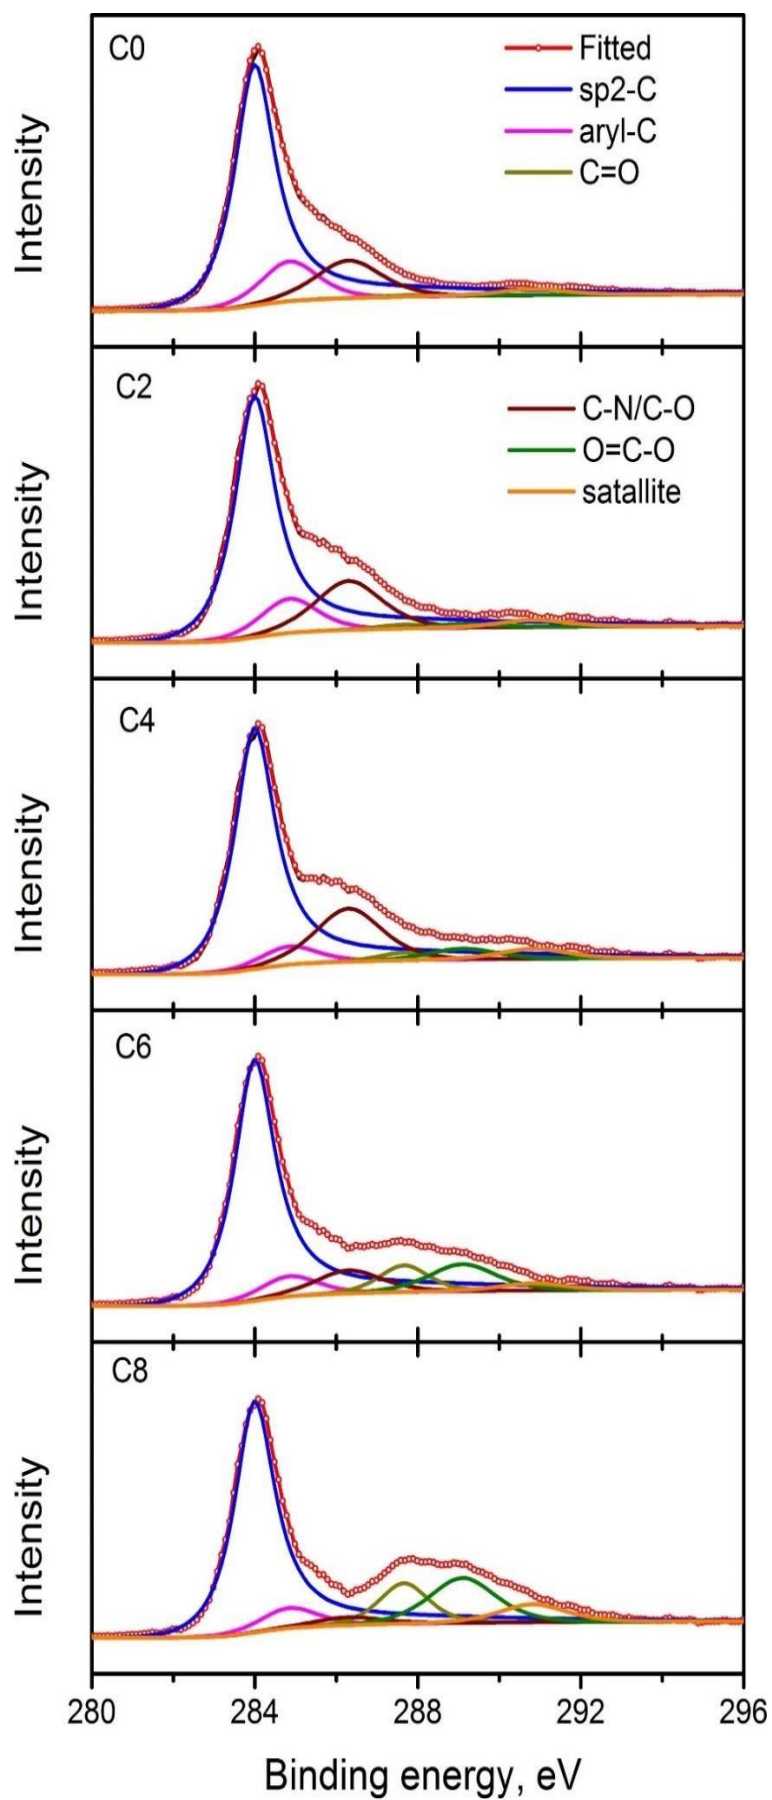 C0
Fitted
sp2-C
aryl-C
C=O
Intensity
C2
C-N/C-O
O=C-O
satallite
Intensity
C4
Intensity
C6
Intensity
C8
Intensity
280 284 288 292 296
Binding energy, eV